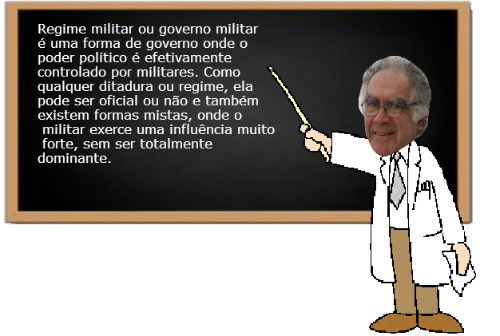 Regime militar ou governo militar
é uma forma de governo onde o
poder político é efetivamente
controlado por militares. Como
qualquer ditadura ou regime, ela
pode ser oficial ou não e também
existem formas mistas, onde o
militar exerce uma influência muito
forte, sem ser totalmente
dominante.